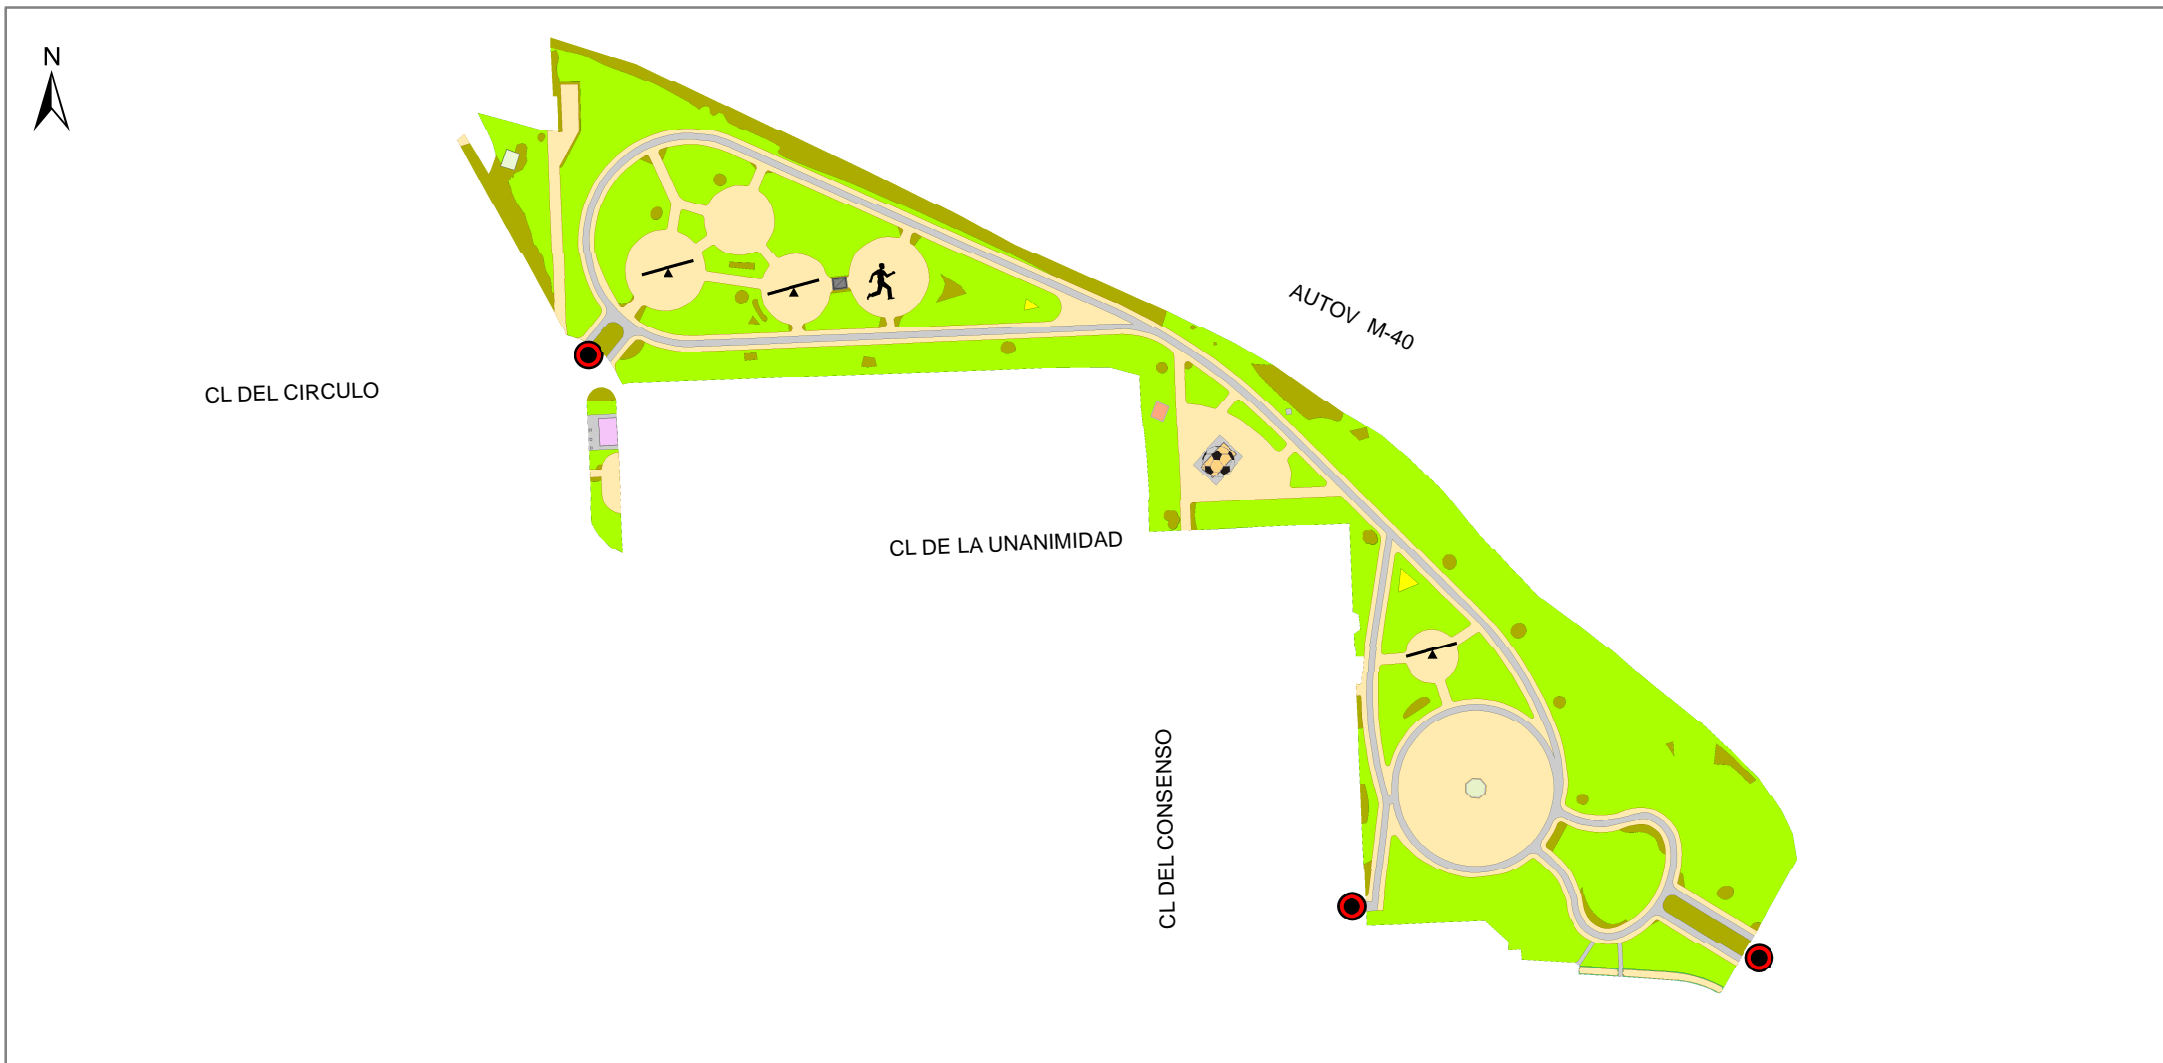 N
AUTOV M-40
CL DEL CIRCULO
CL DE LA UNANIMIDAD
CL DEL CONSENSO